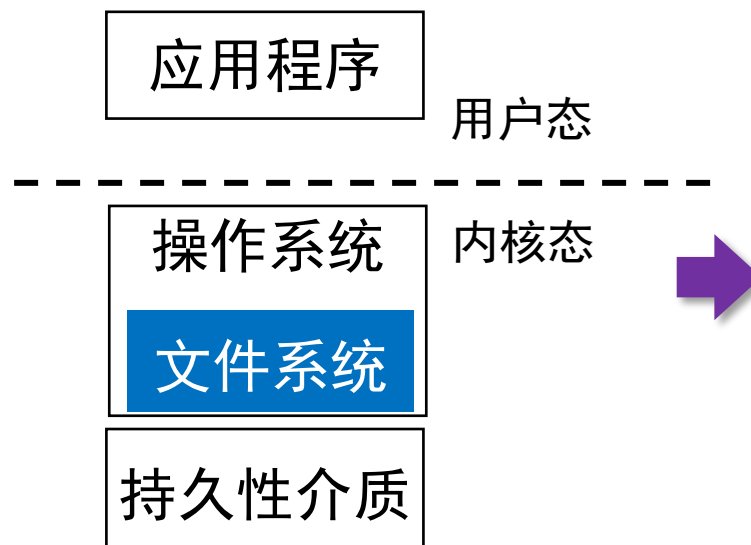 应用程序
用户态
操作系统
内核态
文件系统
持久性介质